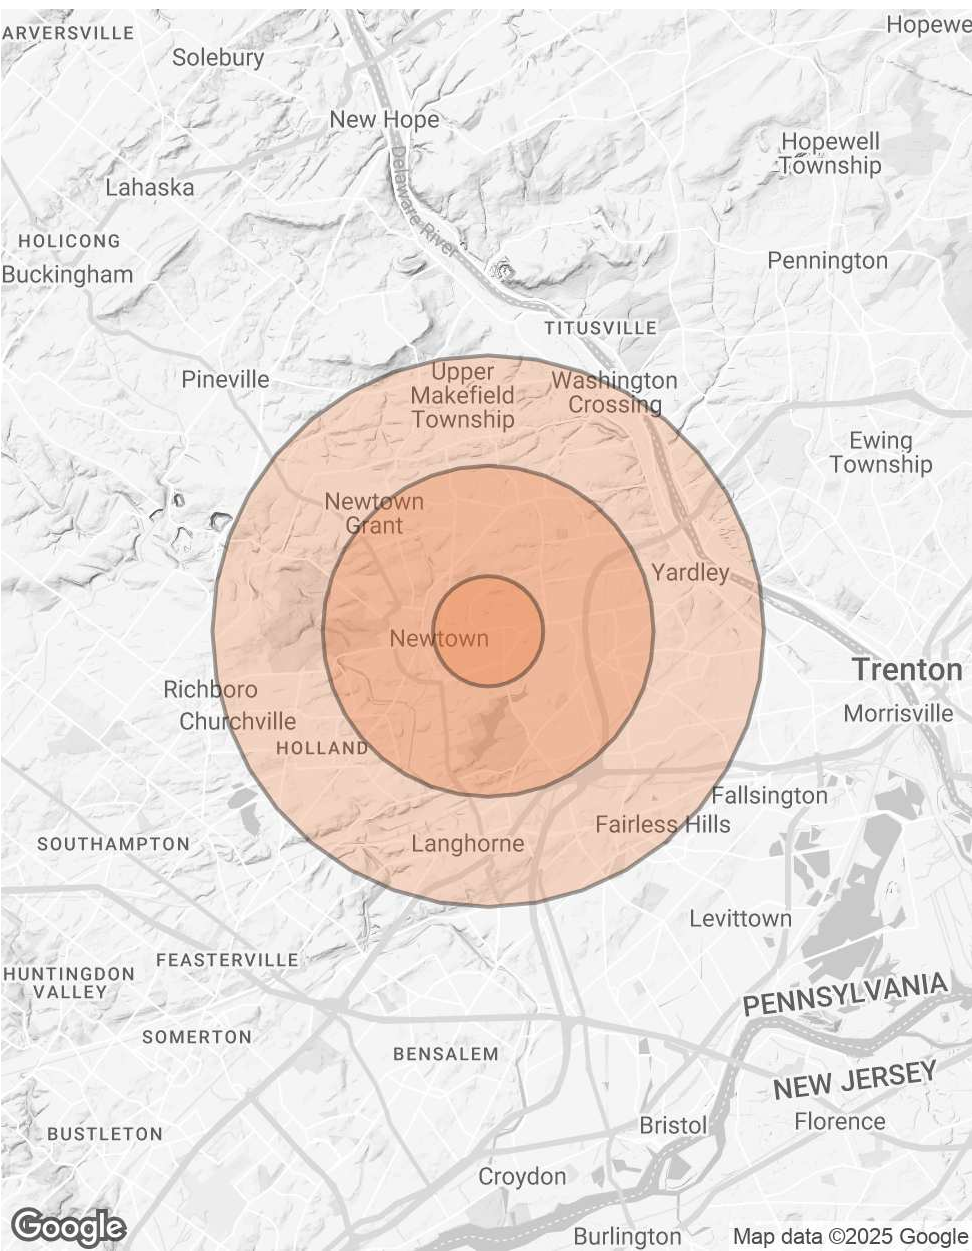 ARVERSVILLE
Hopewe
Solebury
New Hope
Hopewell
Township
Lahaska
Delaware River
HOLICONG
Buckingham
Pennington
TITUSVILLE
Pineville
Upper
Makefield
Township
Washington
Crossing
Ewing
Township
Newtown
Grant
Yardley
Newtown
Trenton
Richboro
Morrisville
Churchville
HOLLAND
Fallsington
Fairless Hills
SOUTHAMPTON
Langhorne
Levittown
FEASTERVILLE
HUNTINGDON
VALLEY
PENNSYLVANIA
SOMERTON
BENSALEM
NEW JERSEY
Florence
Bristol
BUSTLETON
Croydon
Google
Burlington
Map data ©2025 Google